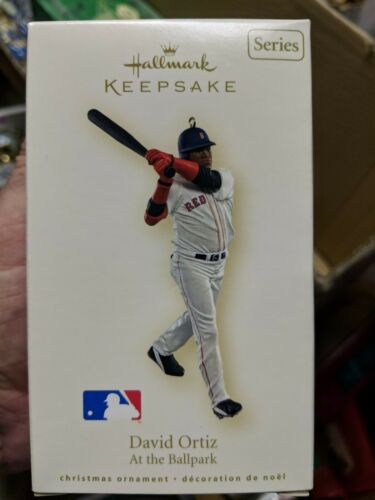 Series
Hallmark
KEEPSAKE
RED
David Ortiz
At the Ballpark
christmas ornament • décoration de noël